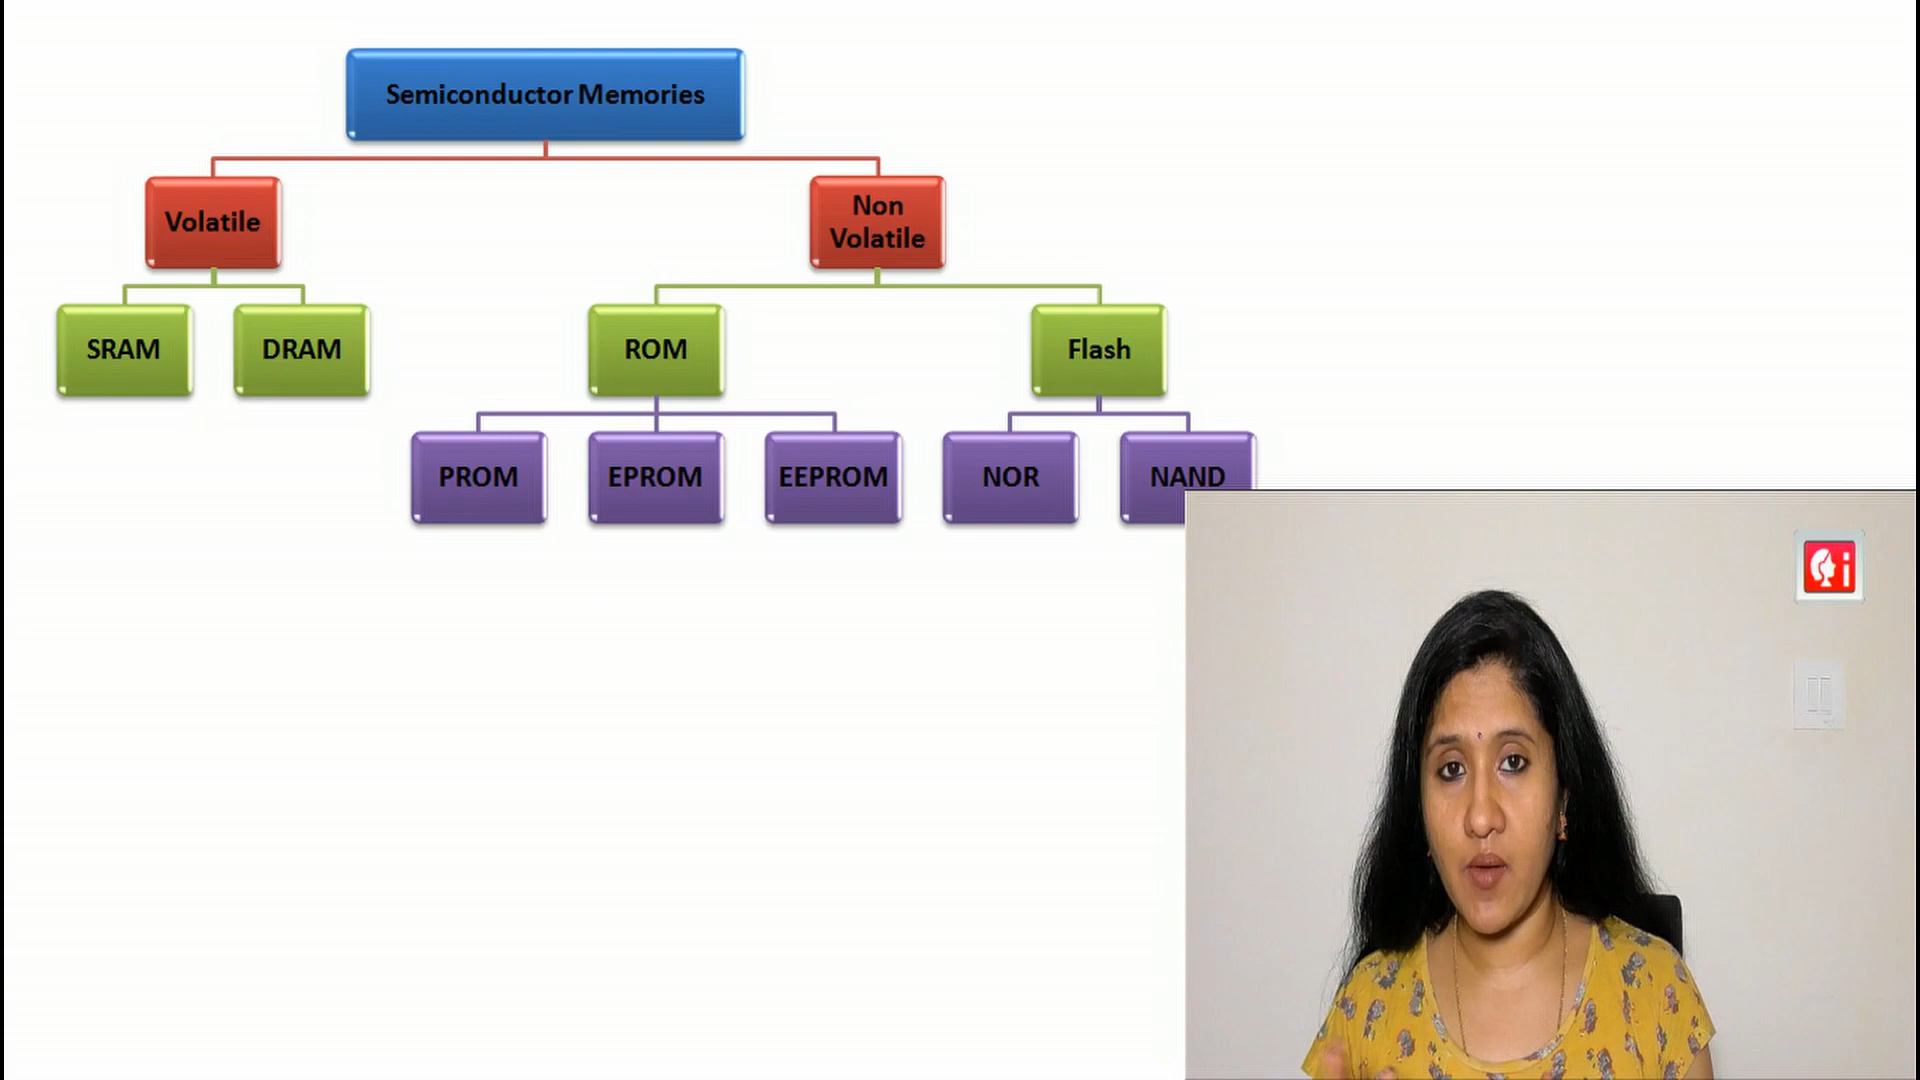 Semiconductor Memories
Volatile
Non
Volatile
SRAM
DRAM
ROM
Flash
PROM
EPROM
EEPROM
NOR
NAND
i